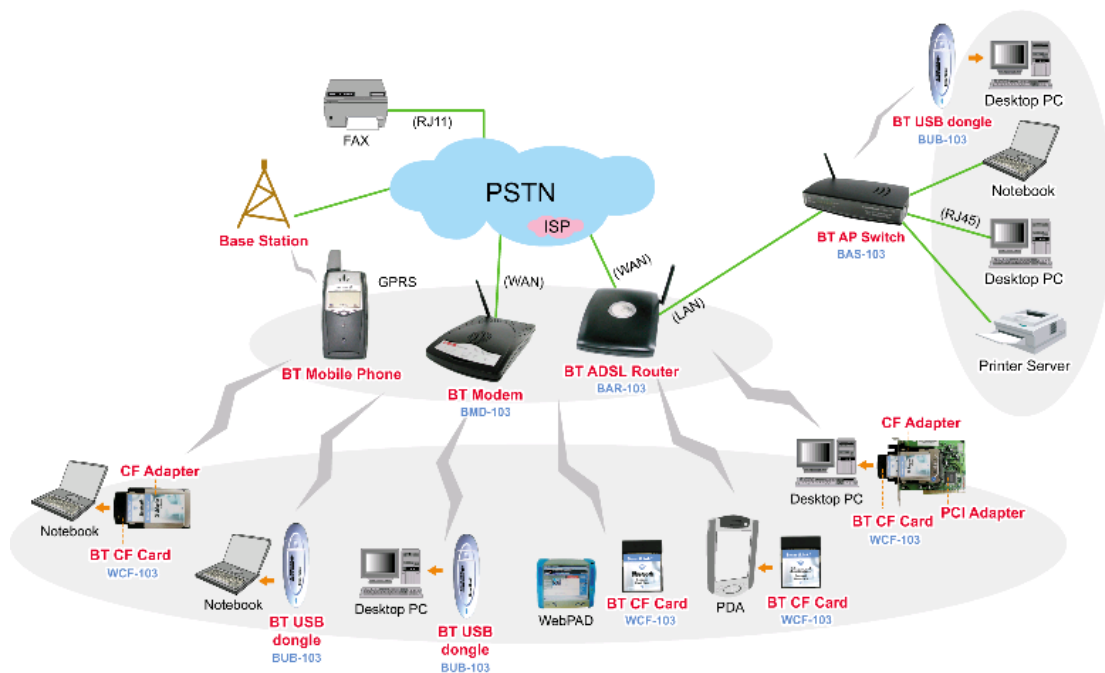 BT USB dongle
BUB-103
Desktop PC
FAX
(RJ11)
PSTN
ISP
Notebook
Base Station
BT AP Switch
BAS-103
(RJ45)
Desktop PC
GPRS
(WAN)
(WAN)
(LAN)
Printer Server
BT Mobile Phone
BT Modem
BMD-103
BT ADSL Router
BAR-103
CF Adapter
Notebook
BT CF Card
WCF-103
CF Adapter
Desktop PC
PCI Adapter
BT CF Card
WCF-103
Notebook
BT USB
dongle
BUB-103
Desktop PC
BT USB
dongle
BUB-103
WebPAD
BT CF Card
WCF-103
PDA
BT CF Card
WCF-103